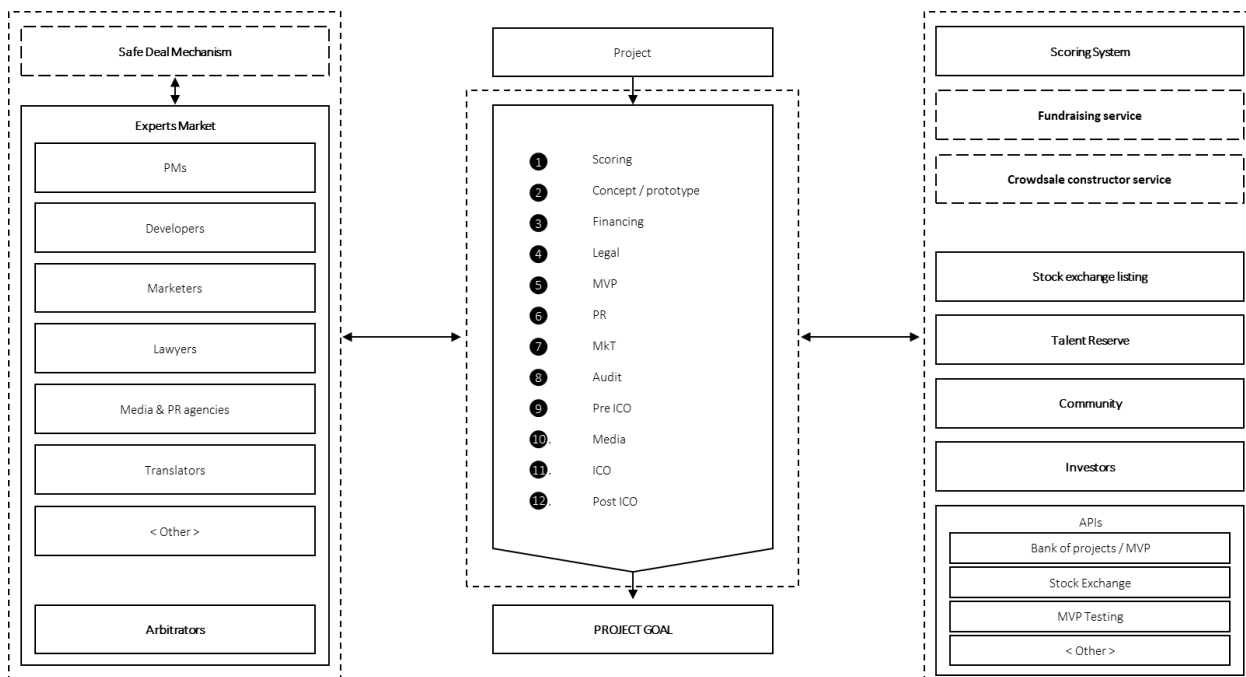 Safe Deal Mechanism
Experts Market
PMs
Developers
Marketers
Lawyers
Media & PR agencies
Translators
< Other >
Arbitrators
Project
1 Scoring
2 Concept / prototype
3 Financing
4 Legal
5 MVP
6 PR
7 MkT
8 Audit
9 Pre ICO
10. Media
11. ICO
12. Post ICO
PROJECT GOAL
Scoring System
Fundraising service
Crowdsale constructor service
Stock exchange listing
Talent Reserve
Community
Investors
APIs
Bank of projects / MVP
Stock Exchange
MVP Testing
< Other >